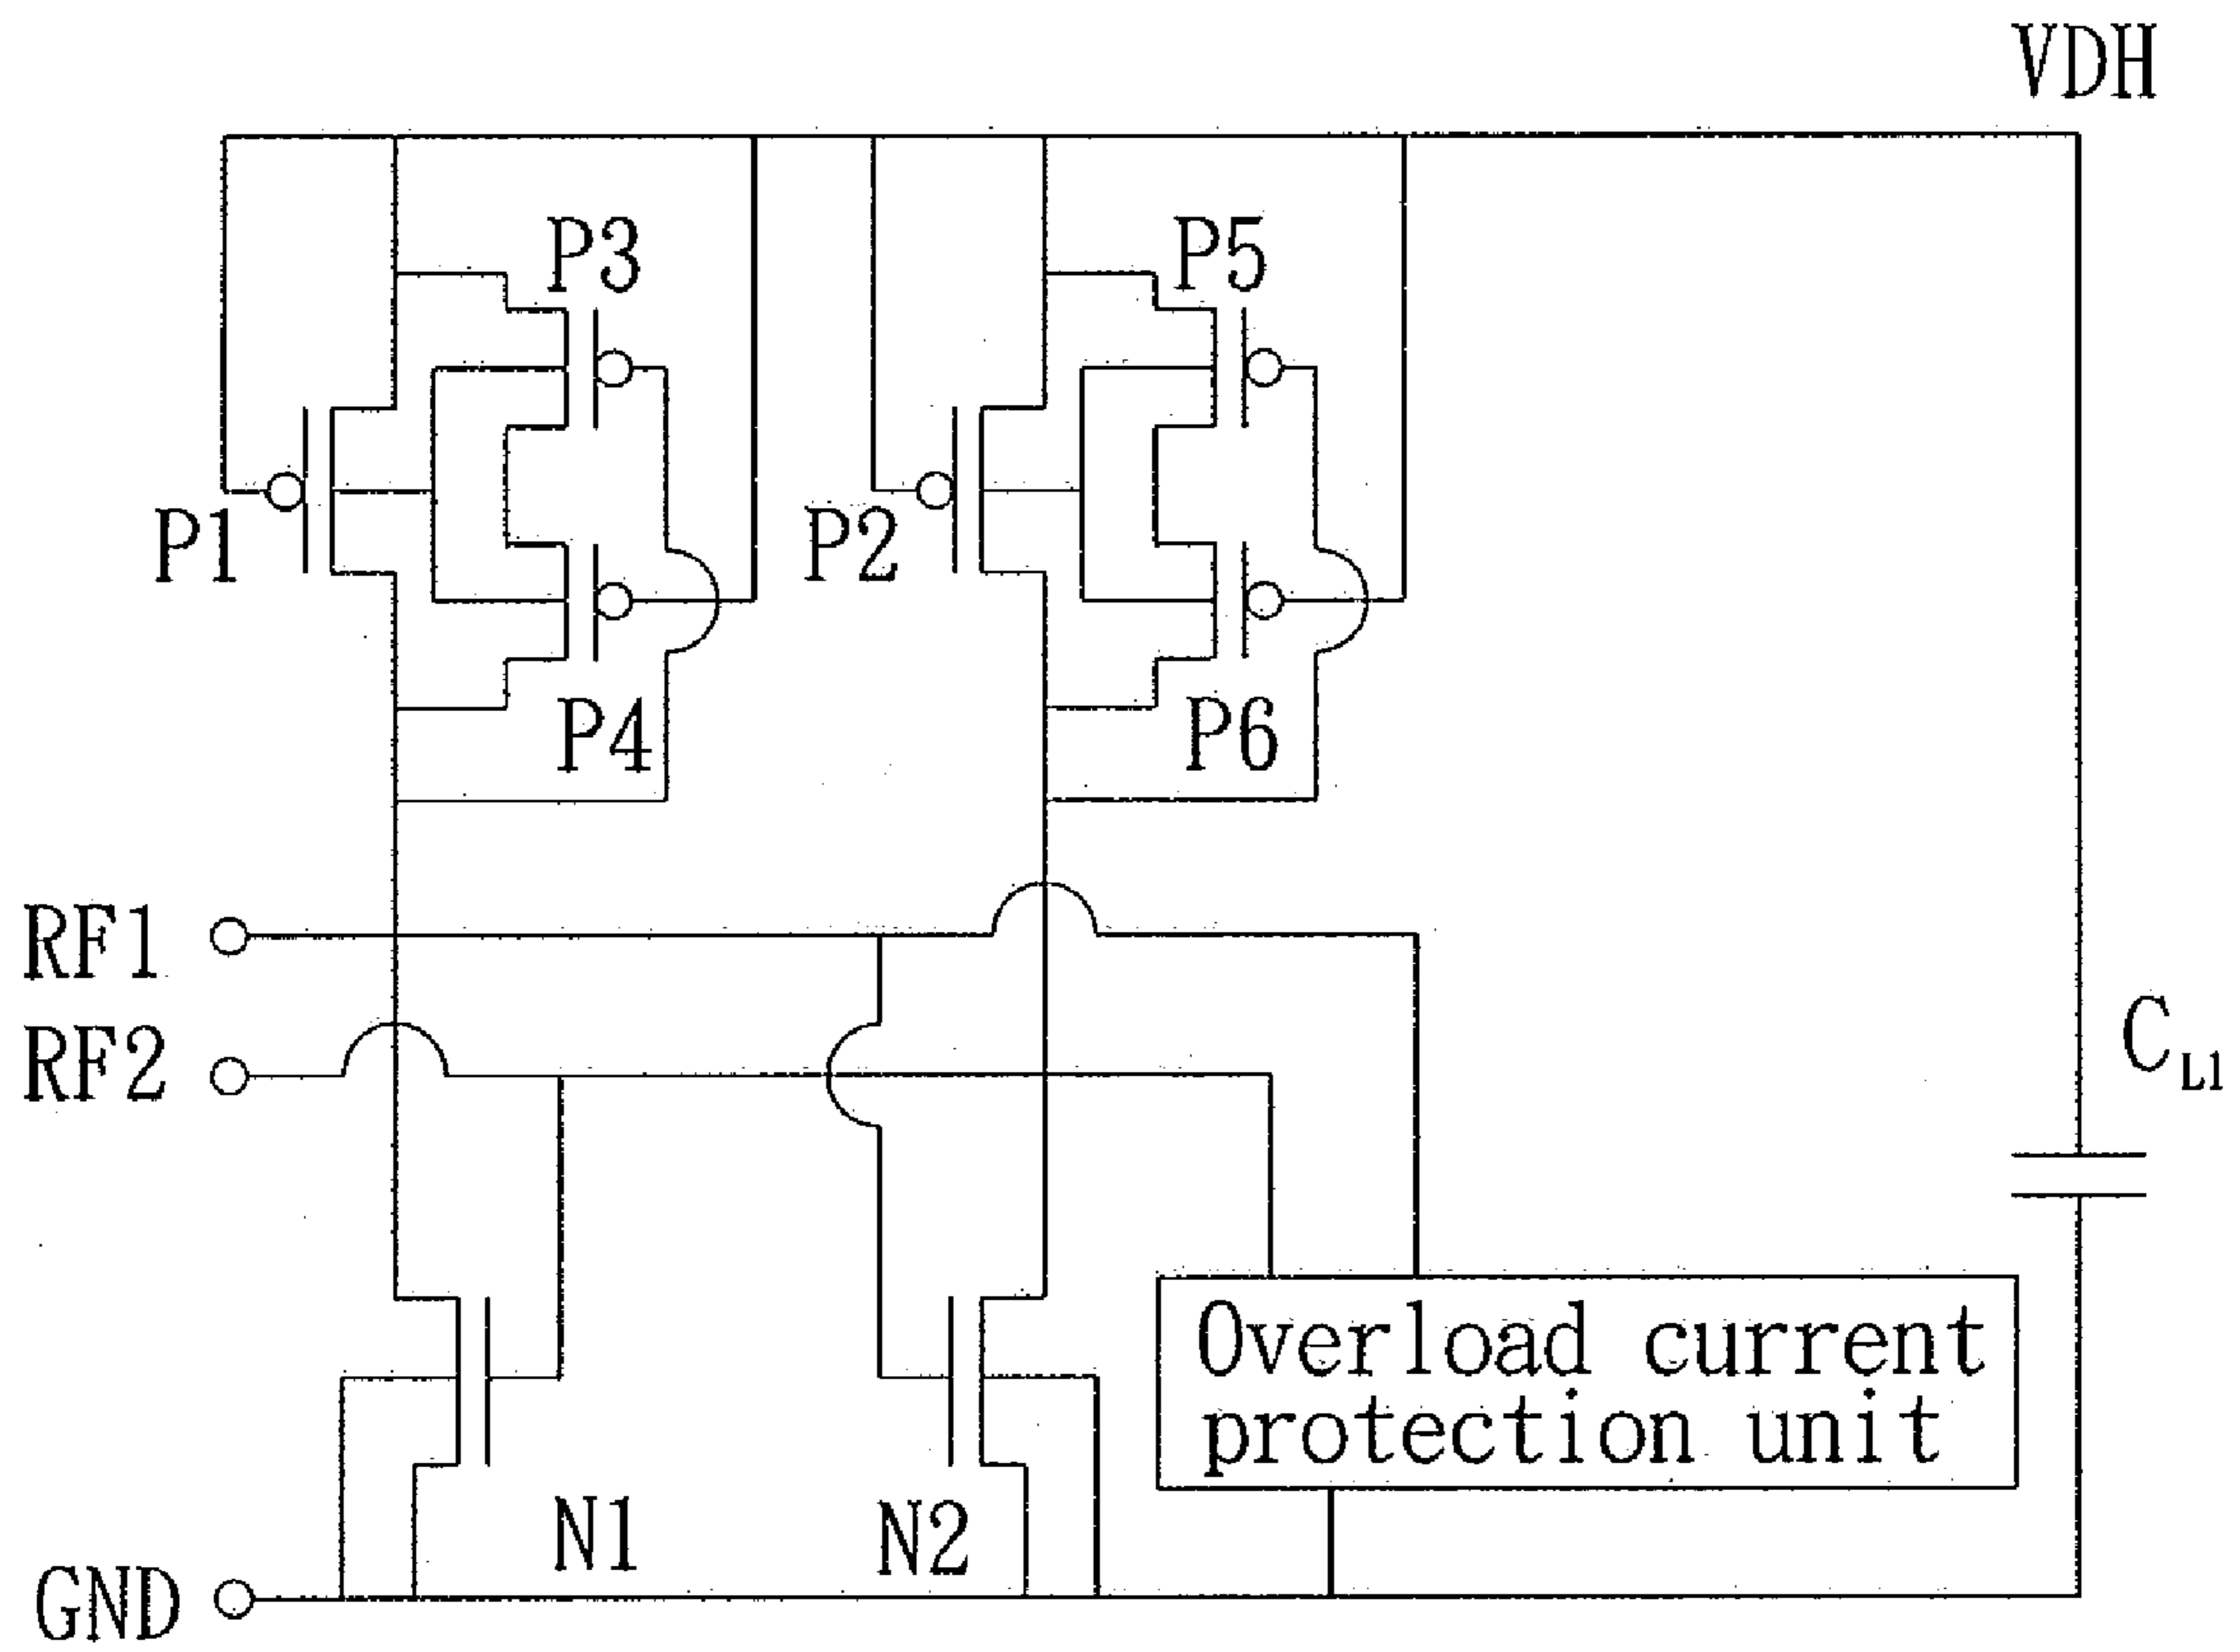 VDH
P3
P5
P1
P2
P4
P6
RF1
RF2
C_L1
Overload current
protection unit
N1
N2
GND